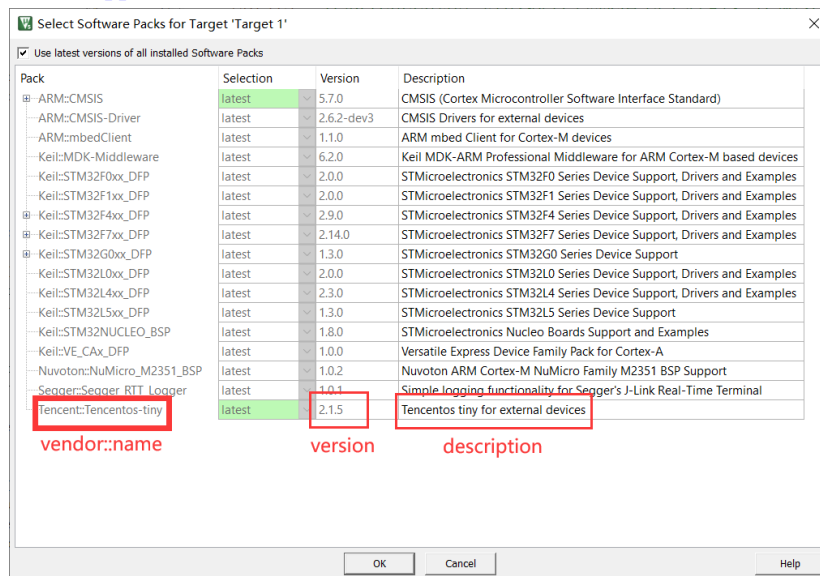 Select Software Packs for Target 'Target 1'
Use latest versions of all installed Software Packs
Pack Selection Version Description
ARM::CMSIS latest 5.7.0 CMSIS (Cortex Microcontroller Software Interface Standard)
ARM::CMSIS-Driver latest 2.6.2-dev3 CMSIS Drivers for external devices
ARM::mbedClient latest 1.1.0 ARM mbed Client for Cortex-M devices
Keil::MDK-Middleware latest 6.2.0 Keil MDK-ARM Professional Middleware for ARM Cortex-M based devices
Keil::STM32F0xx_DFP latest 2.0.0 STMicroelectronics STM32F0 Series Device Support, Drivers and Examples
Keil::STM32F1xx_DFP latest 2.0.0 STMicroelectronics STM32F1 Series Device Support, Drivers and Examples
Keil::STM32F4xx_DFP latest 2.9.0 STMicroelectronics STM32F4 Series Device Support, Drivers and Examples
Keil::STM32F7xx_DFP latest 2.14.0 STMicroelectronics STM32F7 Series Device Support, Drivers and Examples
Keil::STM32G0xx_DFP latest 1.3.0 STMicroelectronics STM32G0 Series Device Support
Keil::STM32L0xx_DFP latest 2.0.0 STMicroelectronics STM32L0 Series Device Support, Drivers and Examples
Keil::STM32L4xx_DFP latest 2.3.0 STMicroelectronics STM32L4 Series Device Support, Drivers and Examples
Keil::STM32L5xx_DFP latest 1.3.0 STMicroelectronics STM32L5 Series Device Support
Keil::STM32NUCLEO_BSP latest 1.8.0 STMicroelectronics Nucleo Boards Support and Examples
Keil::VE_CAx_DFP latest 1.0.0 Versatile Express Device Family Pack for Cortex-A
Nuvoton::NuMicro_M2351_BSP latest 1.0.2 Nuvoton ARM Cortex-M NuMicro Family M2351 BSP Support
Segger::Segger_RTT_Logger latest 1.0.1 Simple logging functionality for Segger's J-Link Real-Time Terminal
Tencent::Tencentos-tiny latest 2.1.5 Tencentos tiny for external devices
vendor::name version description
OK Cancel Help